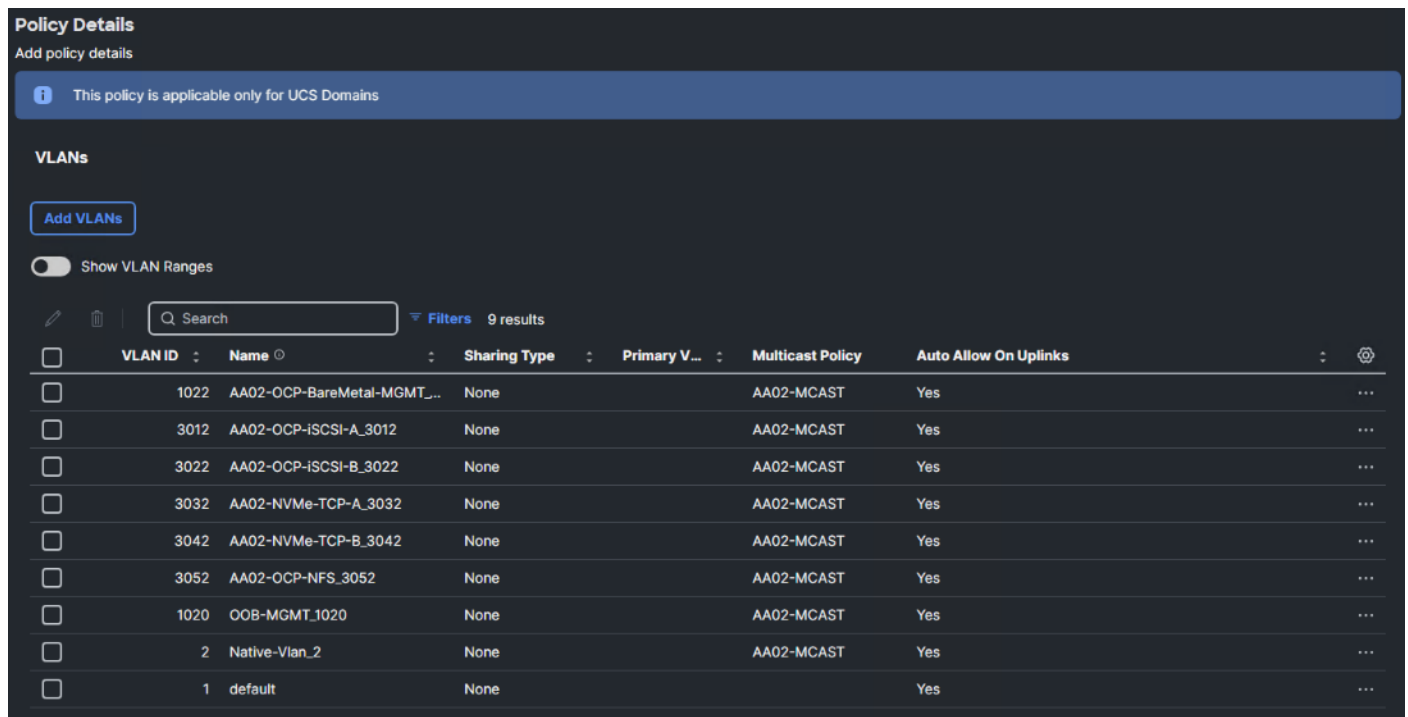 Policy Details
Add policy details
This policy is applicable only for UCS Domains
VLANs
Add VLANs
Show VLAN Ranges
Search Filters 9 results
VLAN ID Name Sharing Type Primary V... Multicast Policy Auto Allow On Uplinks
1022 AA02-OCP-BareMetal-MGMT_... None AA02-MCAST Yes
3012 AA02-OCP-iSCSI-A_3012 None AA02-MCAST Yes
3022 AA02-OCP-iSCSI-B_3022 None AA02-MCAST Yes
3032 AA02-NVMe-TCP-A_3032 None AA02-MCAST Yes
3042 AA02-NVMe-TCP-B_3042 None AA02-MCAST Yes
3052 AA02-OCP-NFS_3052 None AA02-MCAST Yes
1020 OOB-MGMT_1020 None AA02-MCAST Yes
2 Native-Vlan_2 None AA02-MCAST Yes
1 default None Yes